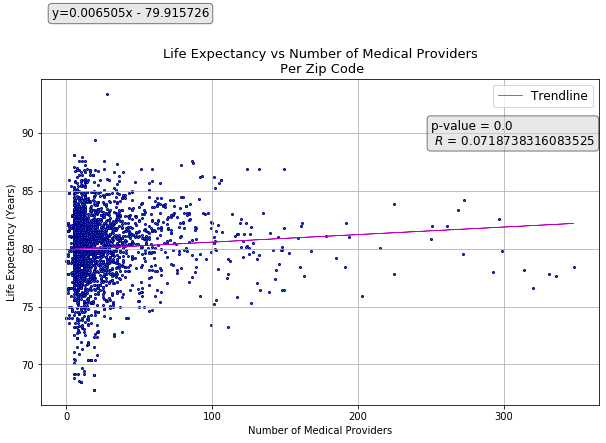 y=0.006505x - 79.915726
Life Expectancy vs Number of Medical Providers
Per Zip Code
Trendline
p-value = 0.0
R = 0.0718738316083525
90
85
80
75
70
Life Expectancy (Years)
0 100 200 300
Number of Medical Providers